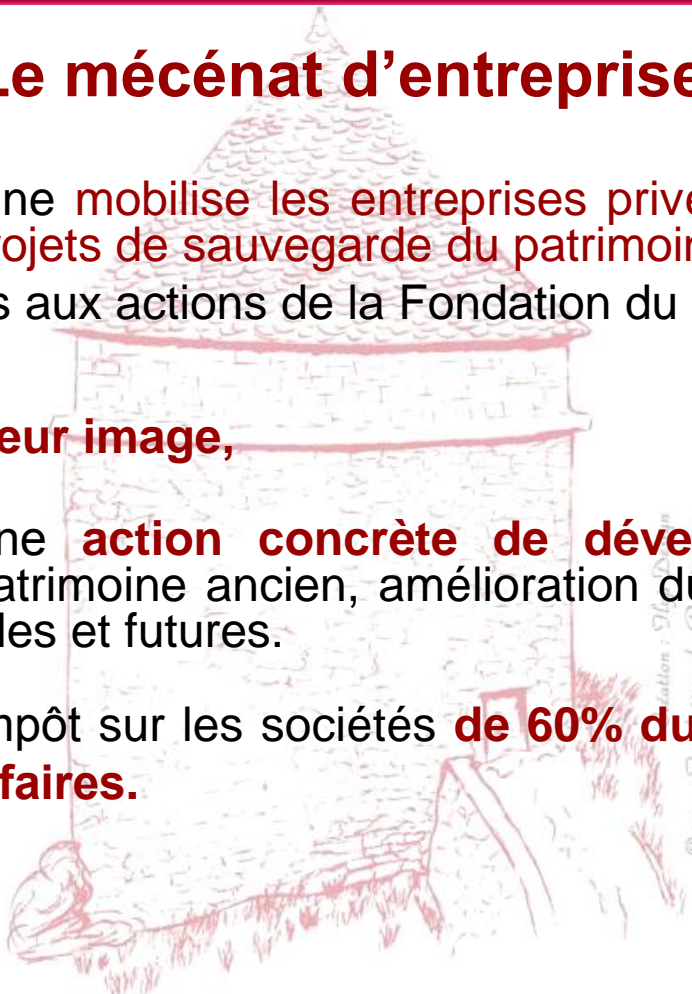 Le mécénat d’entreprise
ne mobilise les entreprises prive
ojets de sauvegarde du patrimoin
s aux actions de la Fondation du
eur image,
ne action concrète de déve
atrimoine ancien, amélioration du
les et futures.
mpôt sur les sociétés de 60% du
faires.